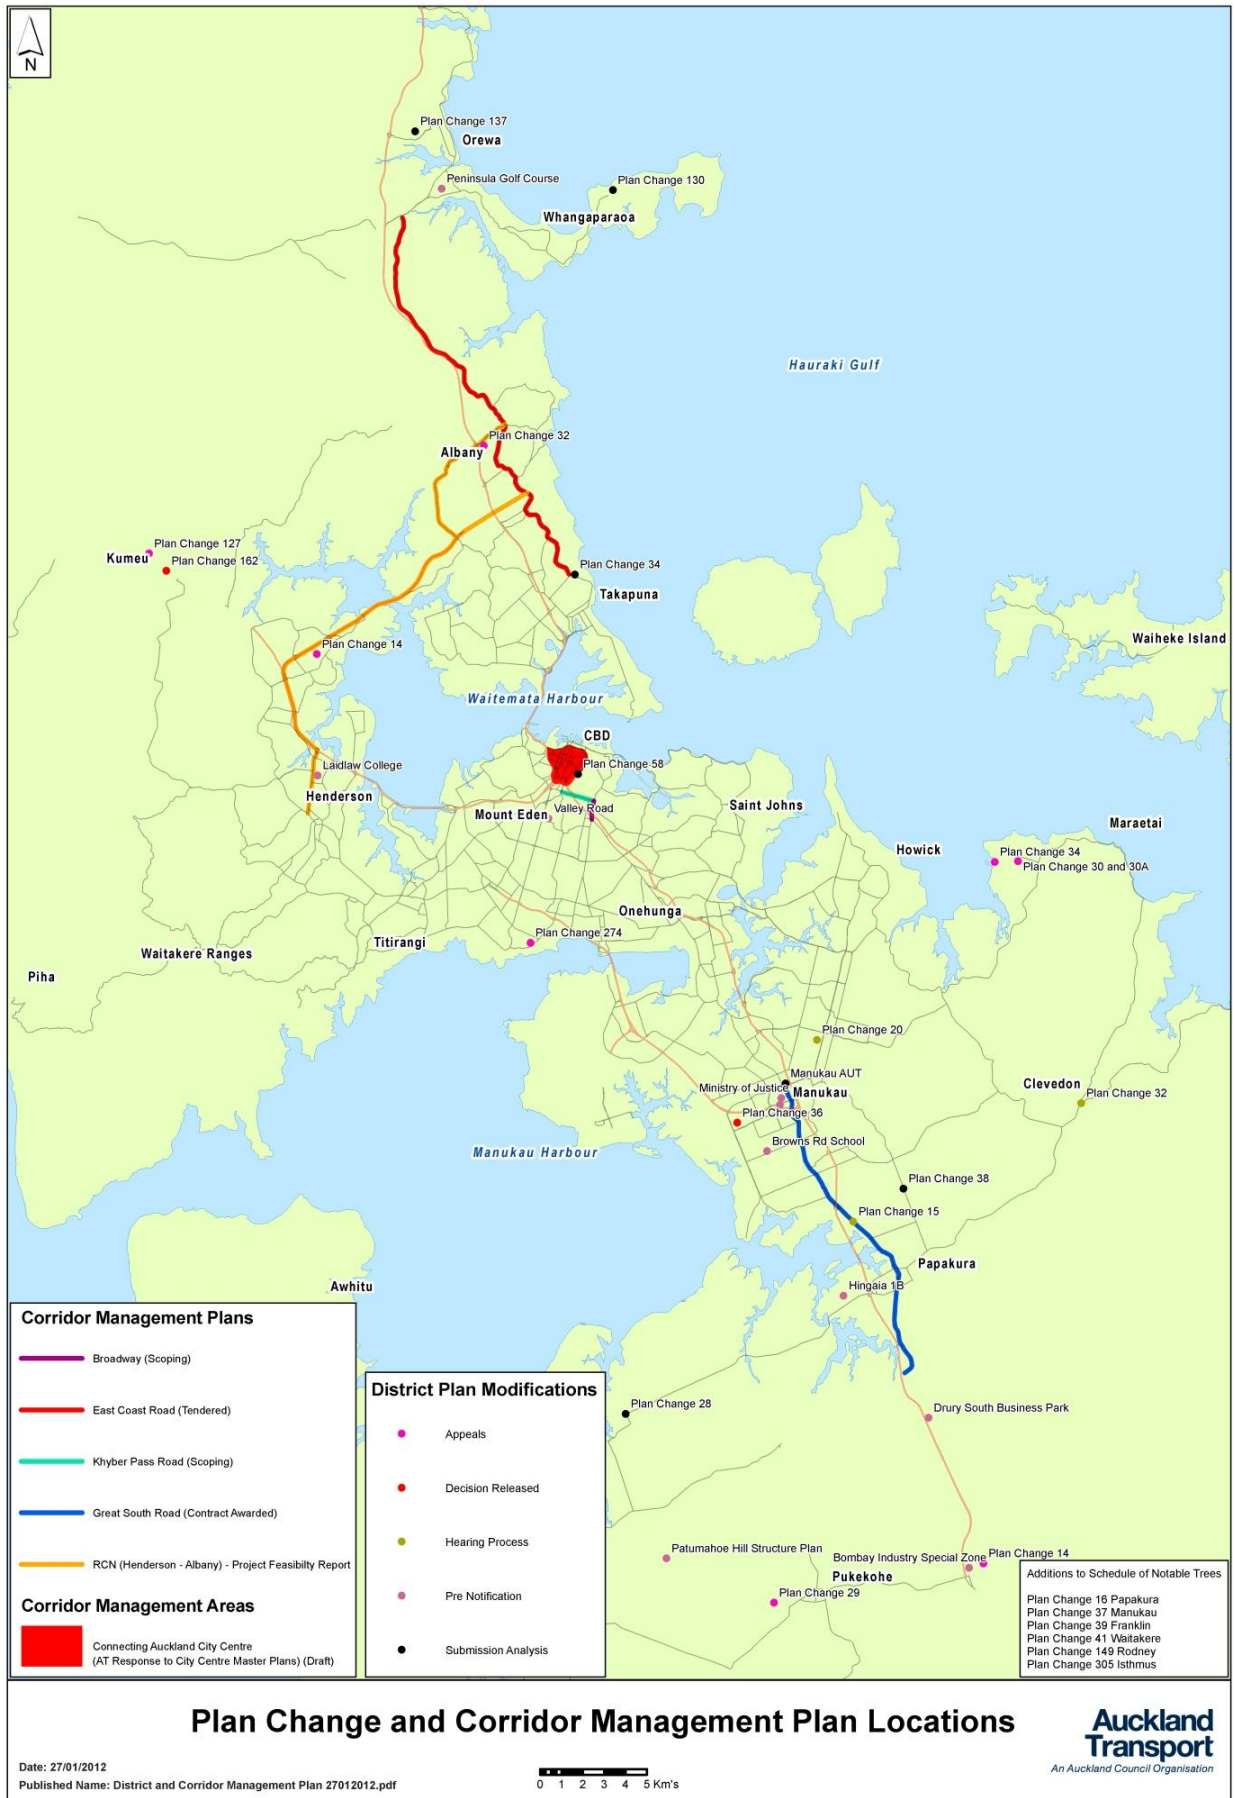 N
Plan Change 137
Orewa
Peninsula Golf Course
Plan Change 130
Whangaparaoa
Hauraki Gulf
Plan Change 32
Albany
Plan Change 127
Kumeu
Plan Change 162
Plan Change 34
Takapuna
Waiheke Island
Plan Change 14
Waitemata Harbour
CBD
Plan Change 58
Laidlaw College
Henderson
Valley Road
Mount Eden
Saint Johns
Maraetai
Howick
Plan Change 34
Plan Change 30 and 30A
Onehunga
Plan Change 274
Titirangi
Waitakere Ranges
Piha
Plan Change 20
Manukau AUT
Ministry of Justice
Manukau
Clevedon
Plan Change 32
Plan Change 36
Browns Rd School
Manukau Harbour
Plan Change 38
Plan Change 15
Papakura
Hingaia 1B
Awhitu
Plan Change 28
Drury South Business Park
Patumahoe Hill Structure Plan
Bombay Industry Special Zone
Plan Change 14
Pukekohe
Plan Change 29
Corridor Management Plans
Broadway (Scoping)
East Coast Road (Tendered)
Khyber Pass Road (Scoping)
Great South Road (Contract Awarded)
RCN (Henderson - Albany) - Project Feasibilty Report
Corridor Management Areas
Connecting Auckland City Centre
(AT Response to City Centre Master Plans) (Draft)
District Plan Modifications
Appeals
Decision Released
Hearing Process
Pre Notification
Submission Analysis
Additions to Schedule of Notable Trees
Plan Change 16 Papakura
Plan Change 37 Manukau
Plan Change 39 Franklin
Plan Change 41 Waitakere
Plan Change 149 Rodney
Plan Change 305 Isthmus
Plan Change and Corridor Management Plan Locations
Auckland
Transport
An Auckland Council Organisation
Date: 27/01/2012
Published Name: District and Corridor Management Plan 27012012.pdf
0 1 2 3 4 5 Km's